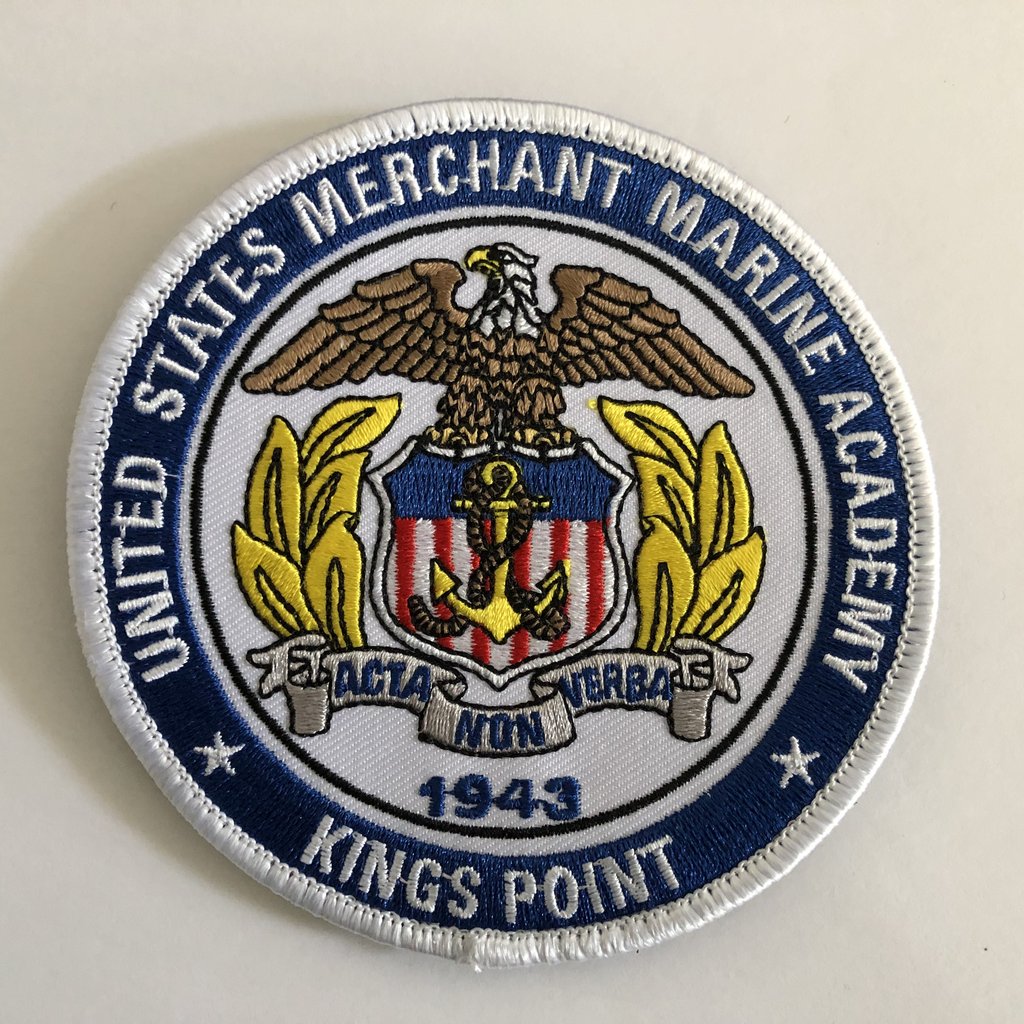 UNITED STATES MERCHANT MARINE ACADEMY
ACTA NON VERBA
1943
KINGS POINT